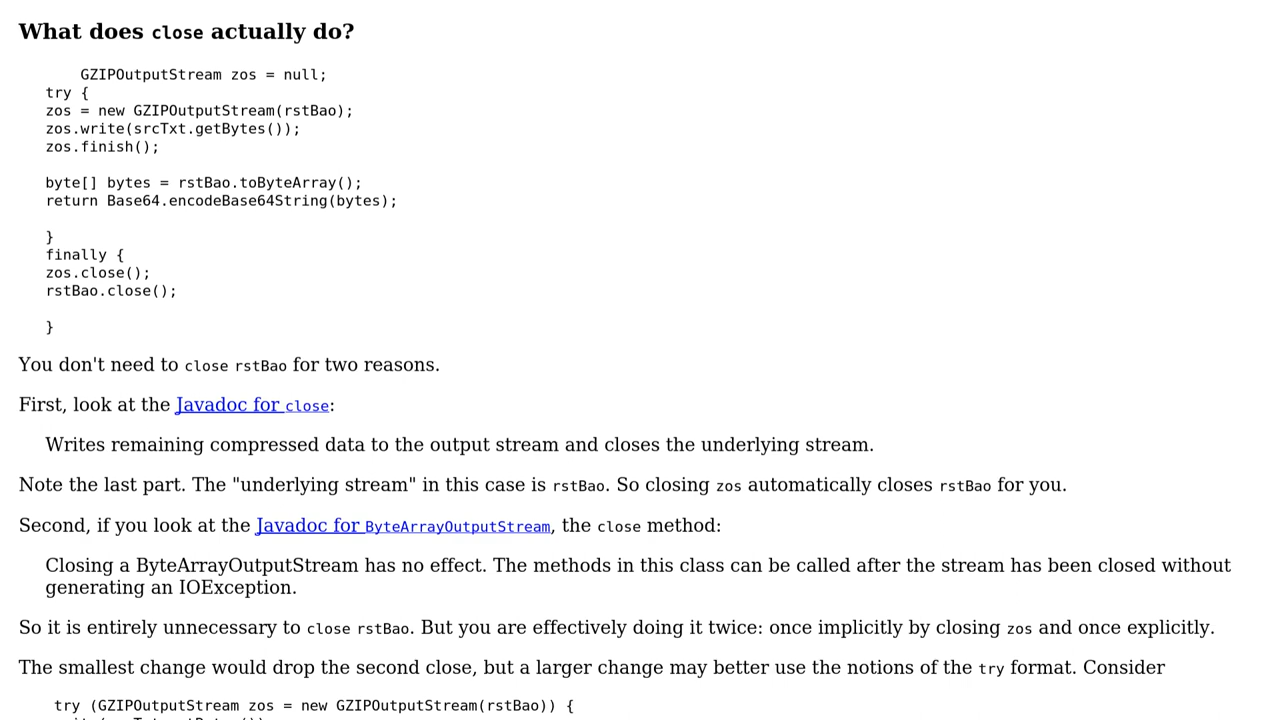 What does close actually do?
GZIPOutputStream zos = null;
try {
zos = new GZIPOutputStream(rstBao);
zos.write(srcTxt.getBytes());
zos.finish();
byte[] bytes = rstBao.toByteArray();
return Base64.encodeBase64String(bytes);
}
finally {
zos.close();
rstBao.close();
}
You don't need to close rstBao for two reasons.
First, look at the Javadoc for close:
Writes remaining compressed data to the output stream and closes the underlying stream.
Note the last part. The "underlying stream" in this case is rstBao. So closing zos automatically closes rstBao for you.
Second, if you look at the Javadoc for ByteArrayOutputStream, the close method:
Closing a ByteArrayOutputStream has no effect. The methods in this class can be called after the stream has been closed without
generating an IOException.
So it is entirely unnecessary to close rstBao. But you are effectively doing it twice: once implicitly by closing zos and once explicitly.
The smallest change would drop the second close, but a larger change may better use the notions of the try format. Consider
try (GZIPOutputStream zos = new GZIPOutputStream(rstBao)) {